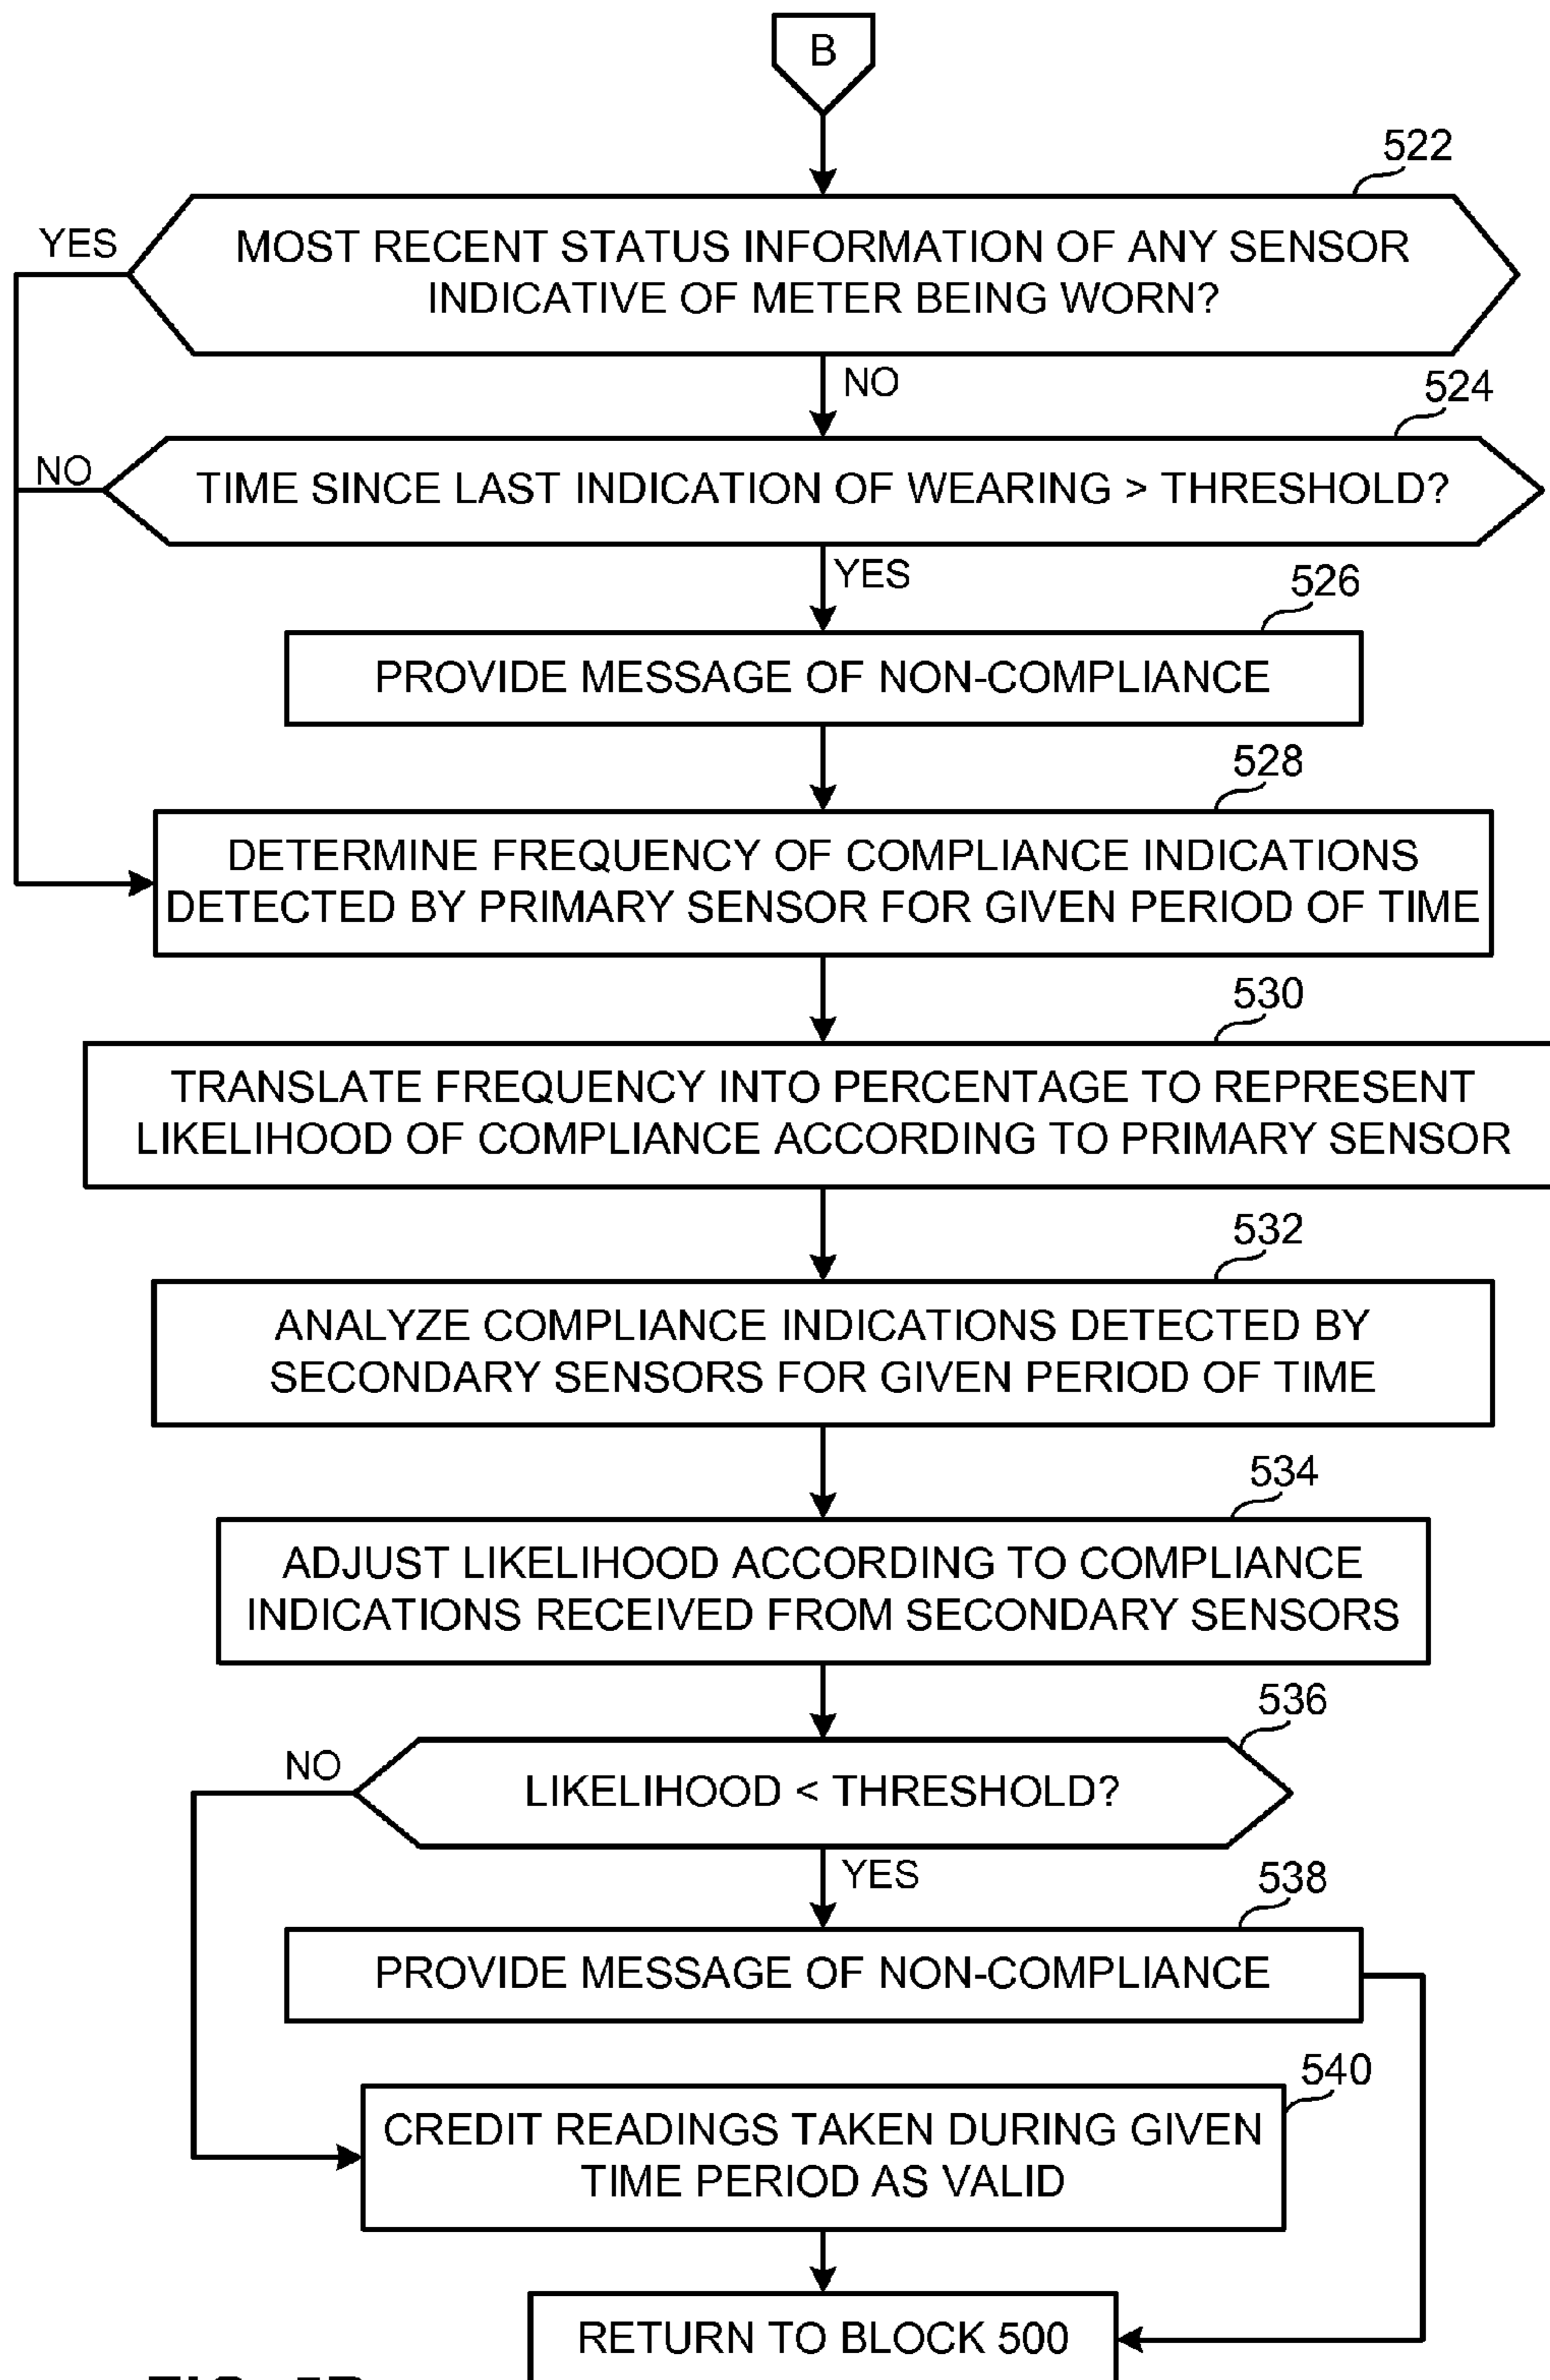 B
522
YES
MOST RECENT STATUS INFORMATION OF ANY SENSOR
INDICATIVE OF METER BEING WORN?
NO
524
NO
TIME SINCE LAST INDICATION OF WEARING > THRESHOLD?
YES
526
PROVIDE MESSAGE OF NON-COMPLIANCE
528
DETERMINE FREQUENCY OF COMPLIANCE INDICATIONS
DETECTED BY PRIMARY SENSOR FOR GIVEN PERIOD OF TIME
530
TRANSLATE FREQUENCY INTO PERCENTAGE TO REPRESENT
LIKELIHOOD OF COMPLIANCE ACCORDING TO PRIMARY SENSOR
532
ANALYZE COMPLIANCE INDICATIONS DETECTED BY
SECONDARY SENSORS FOR GIVEN PERIOD OF TIME
534
ADJUST LIKELIHOOD ACCORDING TO COMPLIANCE
INDICATIONS RECEIVED FROM SECONDARY SENSORS
536
NO
LIKELIHOOD < THRESHOLD?
YES
538
PROVIDE MESSAGE OF NON-COMPLIANCE
540
CREDIT READINGS TAKEN DURING GIVEN
TIME PERIOD AS VALID
RETURN TO BLOCK 500